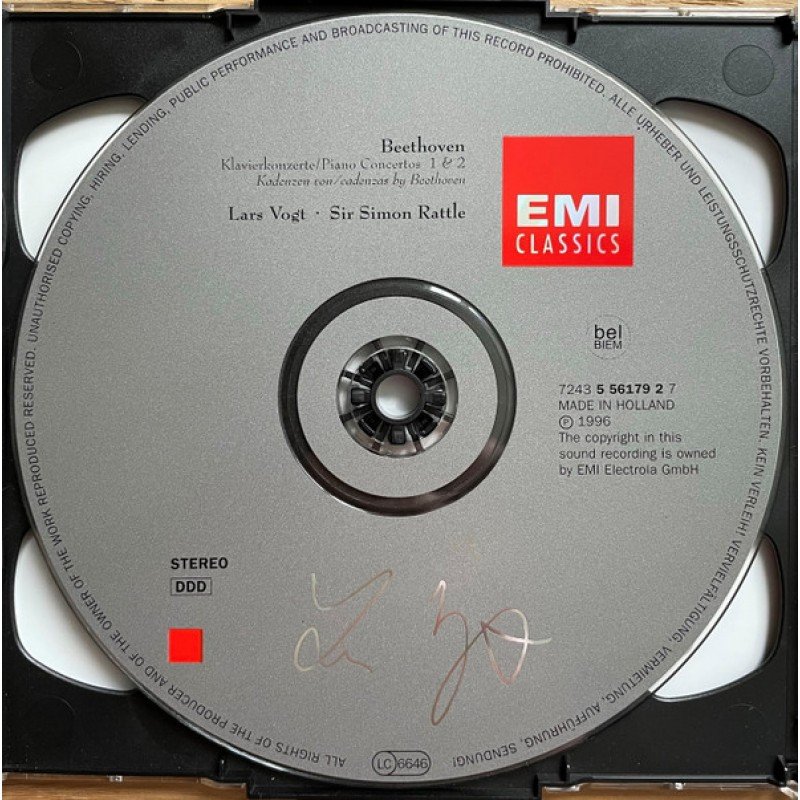 UNAUTHORISED COPYING, HIRING, LENDING, PUBLIC PERFORMANCE AND BROADCASTING OF THIS RECORD PROHIBITED. ALLE URHEBER UND LEISTUNGSSCHUTZRECHTE VORBEHALTEN. KEIN VERLEIH! VERVIELFÄLTIGUNG, VERMIETUNG, AUFFÜHRUNG, SENDUNG!
Beethoven
Klavierkonzerte/Piano Concertos 1 & 2
Kadenzen von/cadenzas by Beethoven
Lars Vogt · Sir Simon Rattle
EMI
CLASSICS
bel
BIEM
7243 5 56179 2 7
MADE IN HOLLAND
℗ 1996
The copyright in this
sound recording is owned
by EMI Electrola GmbH
STEREO
DDD
LC 6646
ALL RIGHTS OF THE PRODUCER AND OF THE OWNER OF THE WORK REPRODUCED RESERVED.